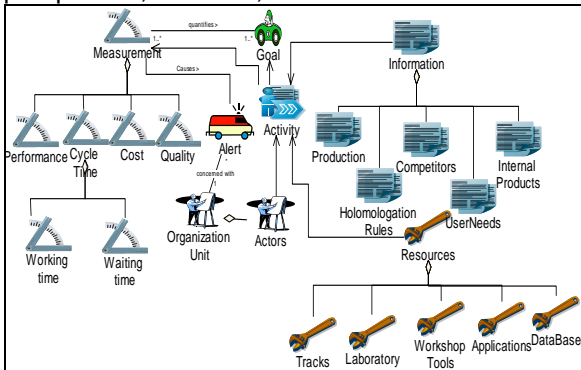 quantifies>
1..*
1..*
Measurement
Goal
Information
Causes>
Performance
Cycle
Time
Cost
Quality
Alert
Activity
Production
Competitors
Internal
Products
concerned with
1
Holomologation
Rules
UserNeeds
Working
time
Waiting
time
Organization
Unit
Actors
Resources
Tracks
Laboratory
Workshop
Tools
Applications
DataBase